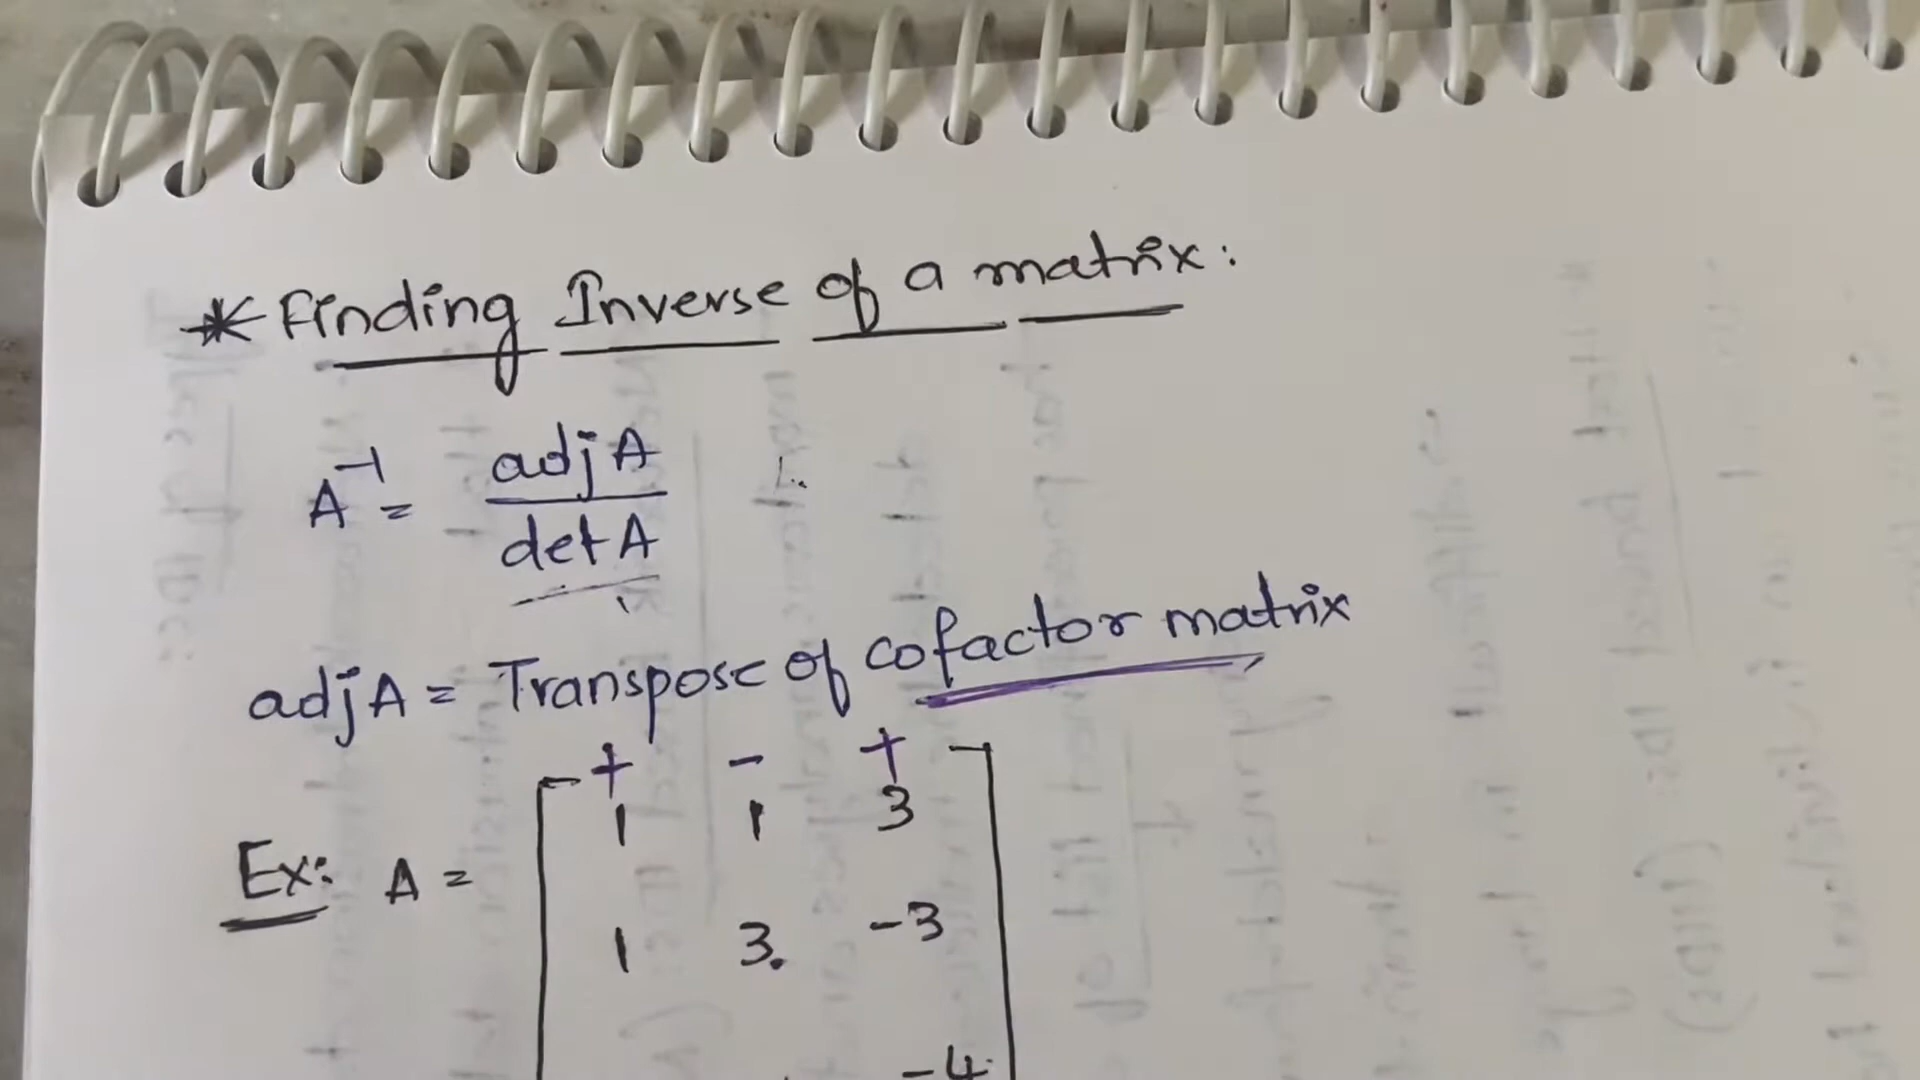 * Finding Inverse of a matrix:
A⁻¹ = adj A / det A
adj A = Transpose of cofactor matrix
+ - +
1 1 3
Ex: A =
1 3. -3
-4